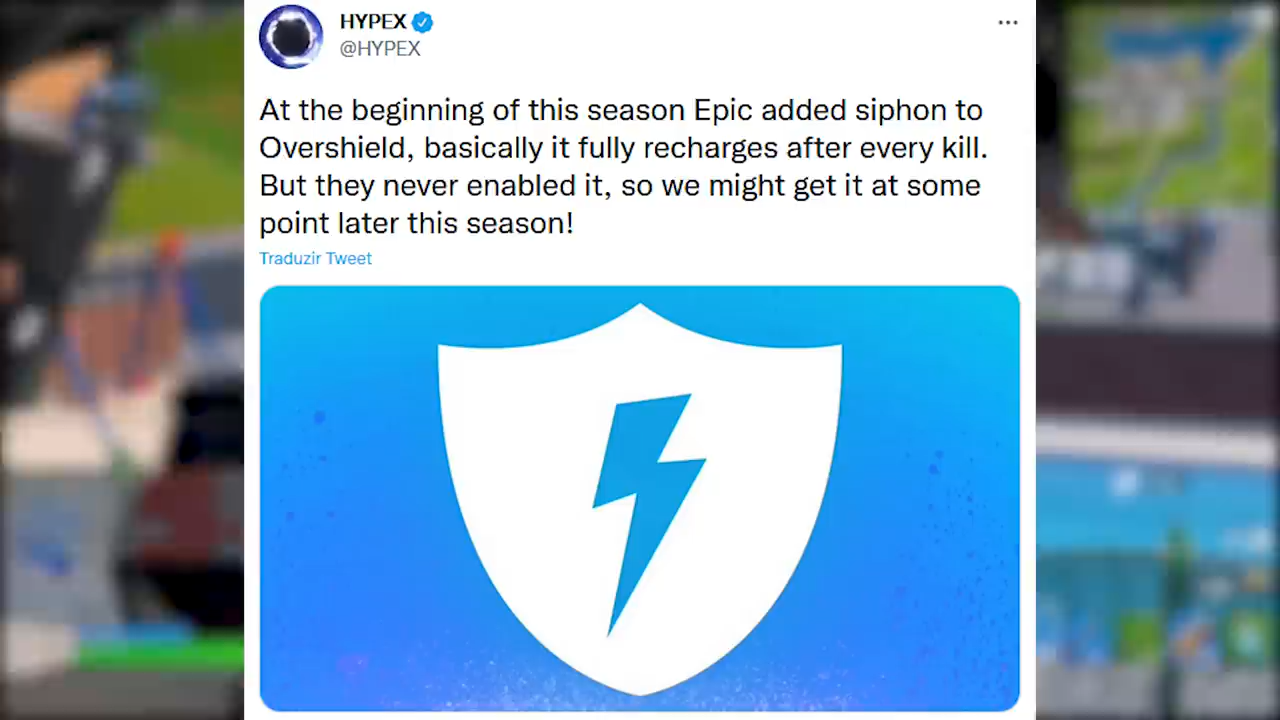 HYPEX
@HYPEX
At the beginning of this season Epic added siphon to
Overshield, basically it fully recharges after every kill.
But they never enabled it, so we might get it at some
point later this season!
Traduzir Tweet